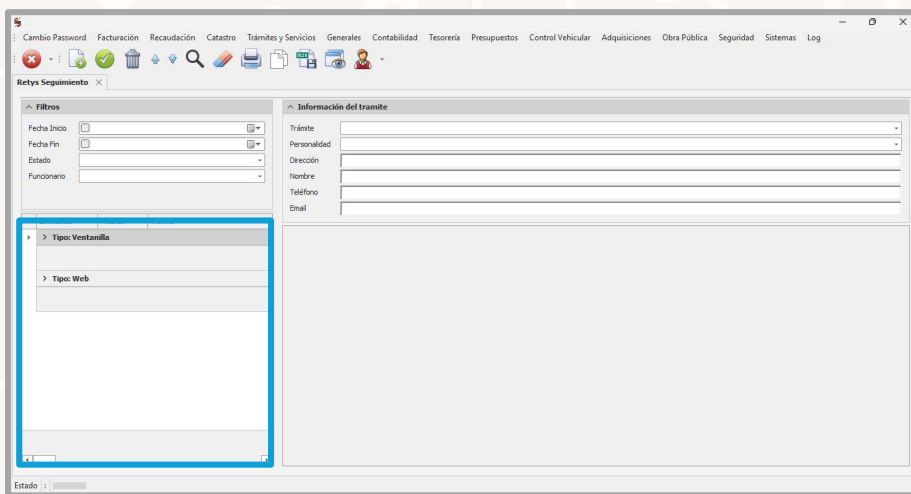 Cambio Password Facturación Recaudación Catastro Trámites y Servicios Generales Contabilidad Tesorería Presupuestos Control Vehicular Adquisiciones Obra Pública Seguridad Sistemas Log
Retys Seguimiento
Filtros
Fecha Inicio
Fecha Fin
Estado
Funcionario
Información del tramite
Trámite
Personalidad
Dirección
Nombre
Teléfono
Email
> Tipo: Ventanilla
> Tipo: Web
Estado :